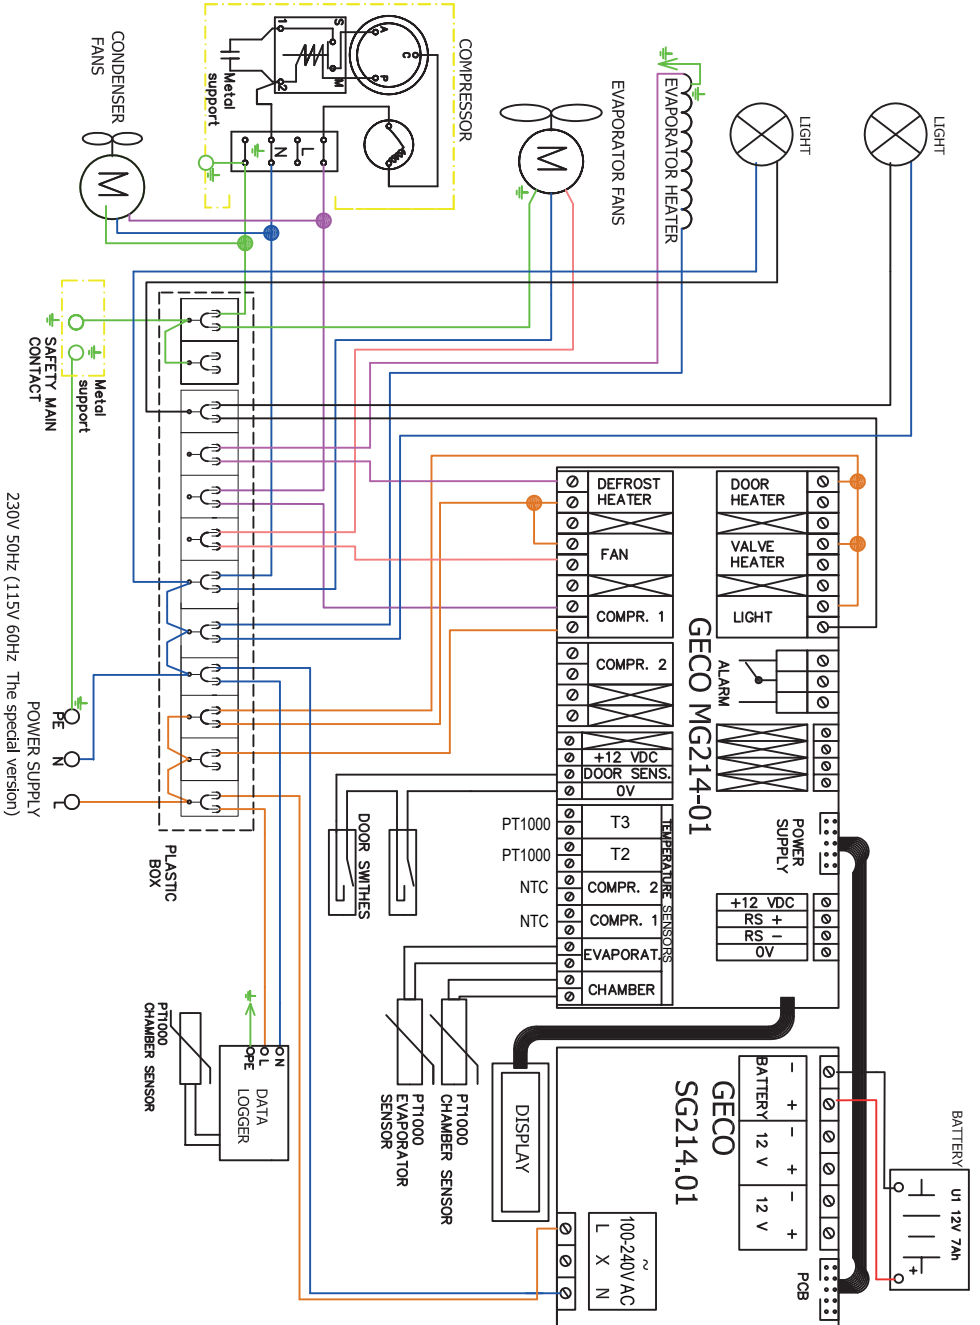 CONDENSER
FANS
COMPRESSOR
Metal
support
1
2
S
M
A
C
P
N
L
M
EVAPORATOR FANS
M
EVAPORATOR HEATER
LIGHT
LIGHT
SAFETY MAIN
CONTACT
Metal
support
230V 50Hz (115V 60Hz The special version)
POWER SUPPLY
PE
N
L
PLASTIC
BOX
DEFROST
HEATER
FAN
COMPR. 1
COMPR. 2
+12 VDC
DOOR SENS.
0V
DOOR
HEATER
VALVE
HEATER
LIGHT
ALARM
GECO MG214-01
POWER
SUPPLY
+12 VDC
RS +
RS -
0V
TEMPERATURE SENSORS
T3
T2
COMPR. 2
COMPR. 1
EVAPORAT.
CHAMBER
PT1000
PT1000
NTC
NTC
DOOR SWITHES
PT1000
CHAMBER SENSOR
PT1000
EVAPORATOR
SENSOR
PT1000
CHAMBER SENSOR
DATA
LOGGER
N
L
PE
DISPLAY
GECO
SG214.01
BATTERY
- +
12 V
- +
12 V
- +
~
100-240V AC
L X N
PCB
BATTERY
U1 12V 7Ah
+